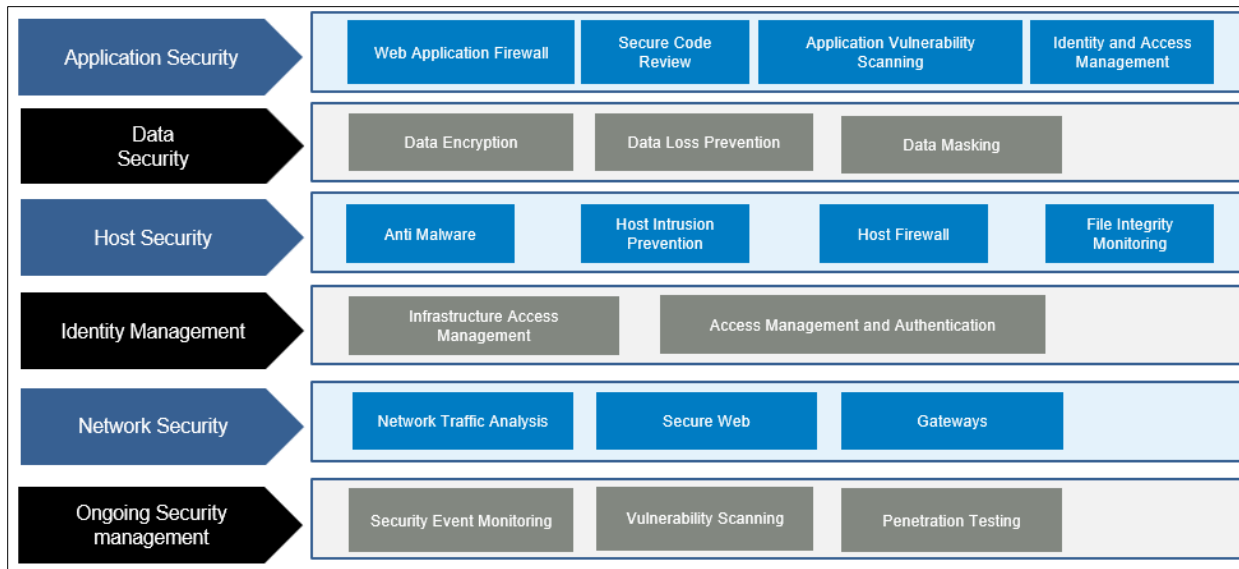 Application Security
Web Application Firewall
Secure Code
Review
Application Vulnerability
Scanning
Identity and Access
Management
Data
Security
Data Encryption
Data Loss Prevention
Data Masking
Host Security
Anti Malware
Host Intrusion
Prevention
Host Firewall
File Integrity
Monitoring
Identity Management
Infrastructure Access
Management
Access Management and Authentication
Network Security
Network Traffic Analysis
Secure Web
Gateways
Ongoing Security
management
Security Event Monitoring
Vulnerability Scanning
Penetration Testing